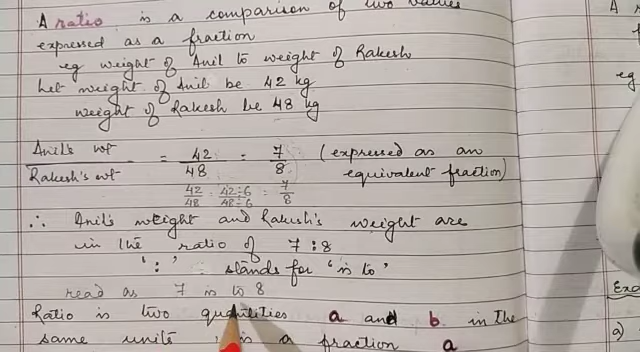 A ratio is a comparison of two values
expressed as a fraction
eg weight of Anil to weight of Rakesh
Let weight of Anil be 42 kg
weight of Rakesh be 48 kg
Anil's wt / Rakesh's wt = 42/48 = 7/8 (expressed as an
equivalent fraction)
42/48 = 42÷6/48÷6 = 7/8
∴ Anil's weight and Rakesh's weight are
in the ratio of 7:8
':' stands for 'is to'
read as 7 is to 8
Ratio is two quantities a and b in the
same units, is a fraction a
eg
Exa
a)